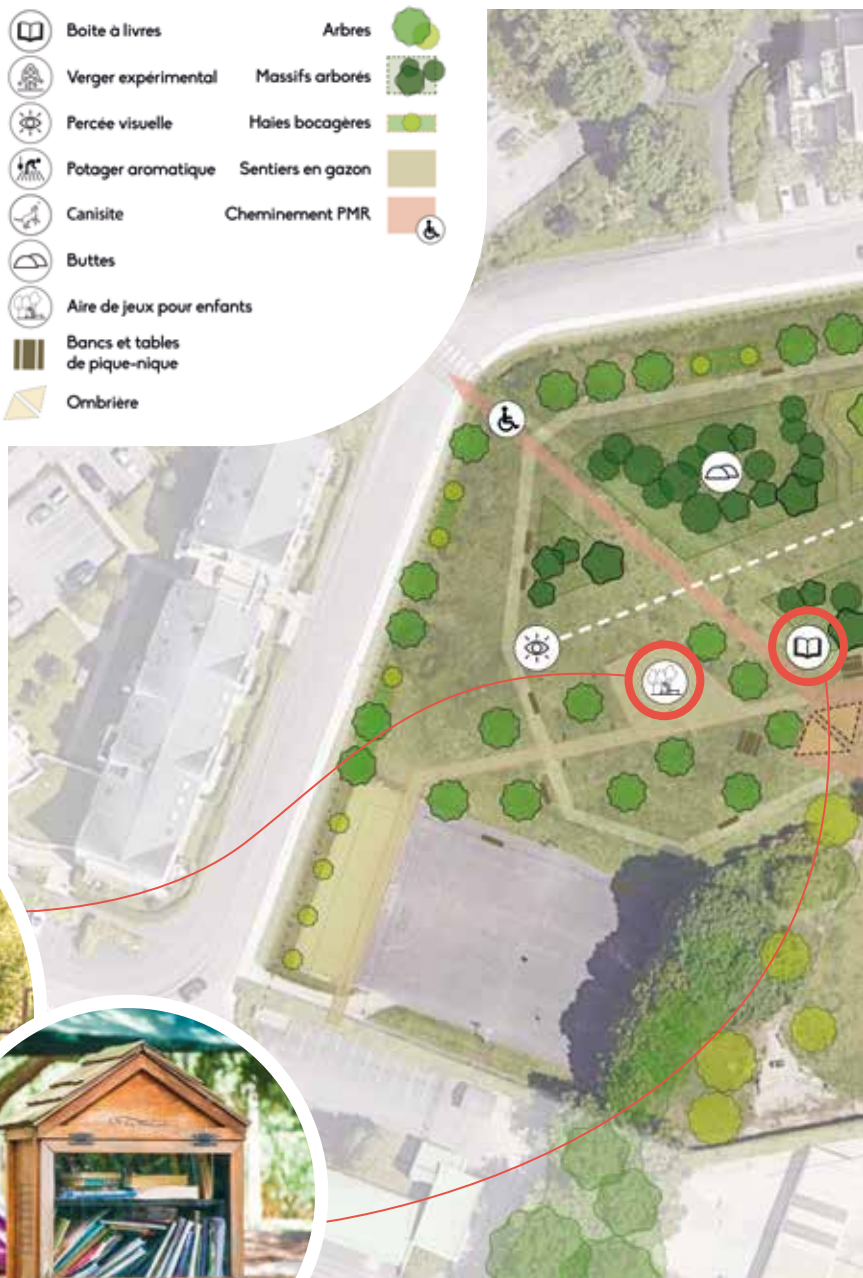 Boite à livres
Verger expérimental
Percée visuelle
Potager aromatique
Canisite
Buttes
Aire de jeux pour enfants
Bancs et tables
de pique-nique
Ombrière
Arbres
Massifs arborés
Haies bocagères
Sentiers en gazon
Cheminement PMR